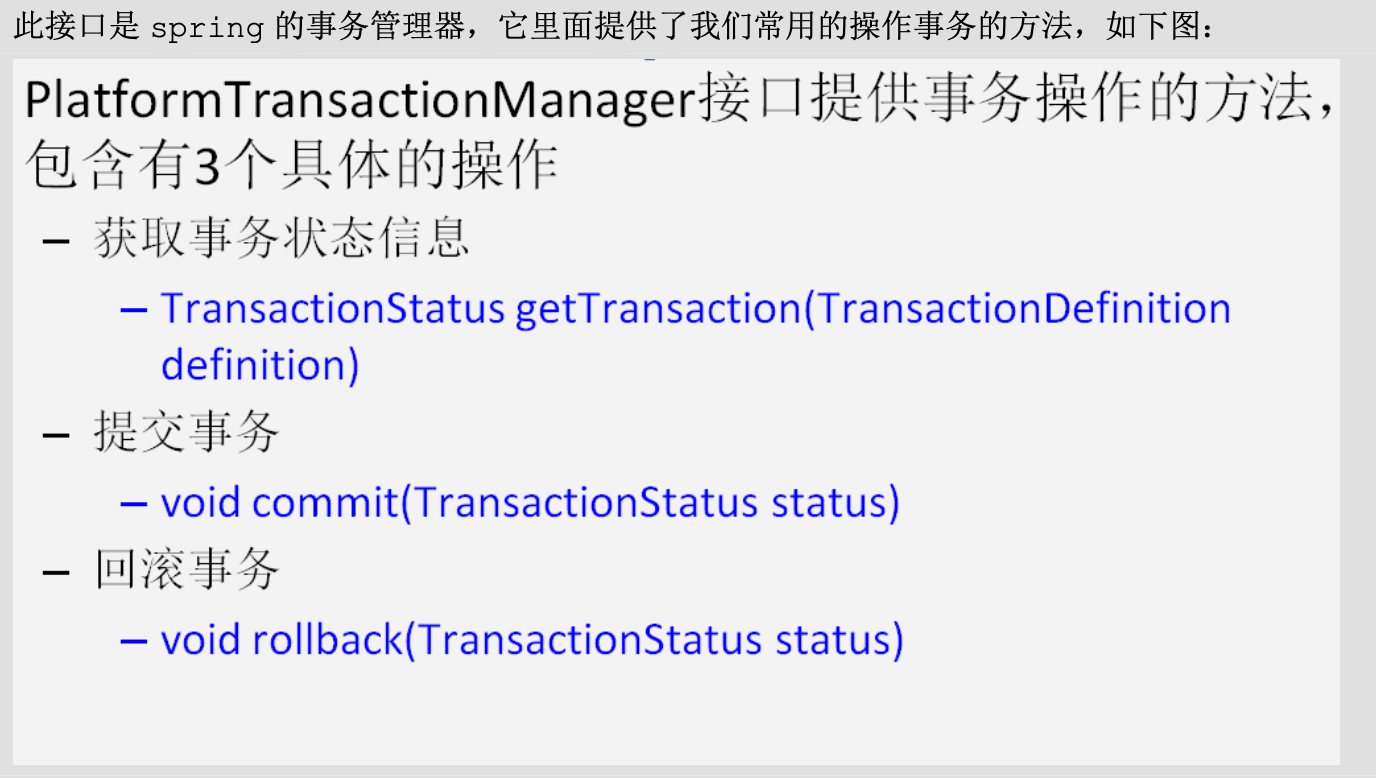 此接口是 spring 的事务管理器，它里面提供了我们常用的操作事务的方法，如下图：
PlatformTransactionManager接口提供事务操作的方法，
包含有3个具体的操作
– 获取事务状态信息
– TransactionStatus getTransaction(TransactionDefinition
definition)
– 提交事务
– void commit(TransactionStatus status)
– 回滚事务
– void rollback(TransactionStatus status)